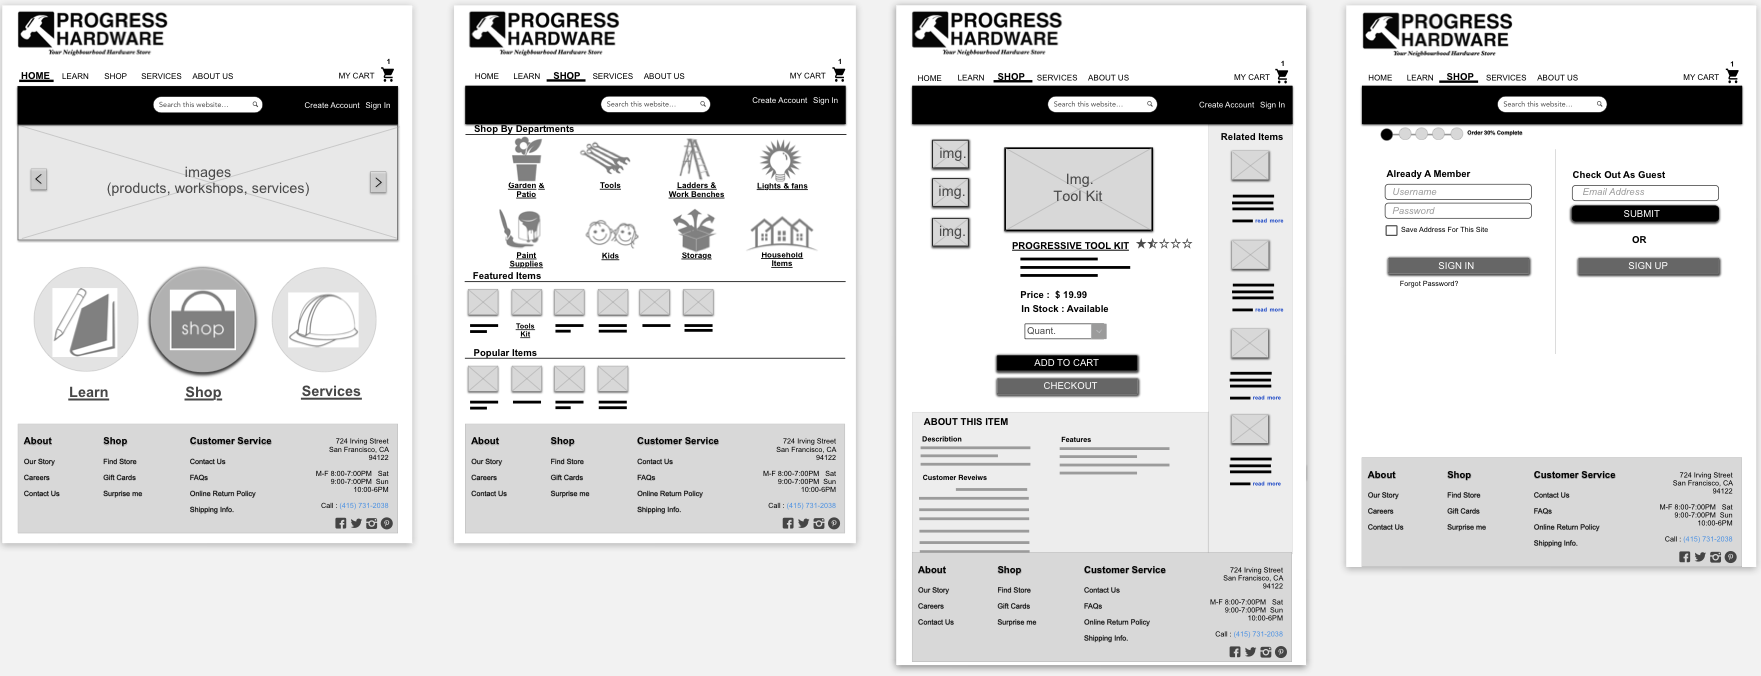 PROGRESS
HARDWARE
Your Neighbourhood Hardware Store
1
HOME LEARN SHOP SERVICES ABOUT US MY CART
Search this website... Create Account Sign In
images
(products, workshops, services)
shop
Learn Shop Services
About Shop Customer Service
Our Story Find Store Contact Us
Careers Gift Cards FAQs
Contact Us Surprise me Online Return Policy
Shipping Info.
724 Irving Street
San Francisco, CA
94122
M-F 8:00-7:00PM Sat
9:00-7:00PM Sun
10:00-6PM
Call : (415) 731-2038
PROGRESS
HARDWARE
Your Neighbourhood Hardware Store
1
HOME LEARN SHOP SERVICES ABOUT US MY CART
Search this website... Create Account Sign In
Shop By Departments
Garden &
Patio
Tools
Ladders &
Work Benches
Lights & fans
Paint
Supplies
Kids
Storage
Household
Items
Featured Items
Tools
Kit
Popular Items
About Shop Customer Service
Our Story Find Store Contact Us
Careers Gift Cards FAQs
Contact Us Surprise me Online Return Policy
Shipping Info.
724 Irving Street
San Francisco, CA
94122
M-F 8:00-7:00PM Sat
9:00-7:00PM Sun
10:00-6PM
Call : (415) 731-2038
PROGRESS
HARDWARE
Your Neighbourhood Hardware Store
1
HOME LEARN SHOP SERVICES ABOUT US MY CART
Search this website... Create Account Sign In
img.
img.
img.
Img.
Tool Kit
PROGRESSIVE TOOL KIT
Price : $ 19.99
In Stock : Available
Quant.
ADD TO CART
CHECKOUT
Related Items
read more
read more
read more
read more
ABOUT THIS ITEM
Describtion Features
Customer Reveiws
About Shop Customer Service
Our Story Find Store Contact Us
Careers Gift Cards FAQs
Contact Us Surprise me Online Return Policy
Shipping Info.
724 Irving Street
San Francisco, CA
94122
M-F 8:00-7:00PM Sat
9:00-7:00PM Sun
10:00-6PM
Call : (415) 731-2038
PROGRESS
HARDWARE
Your Neighbourhood Hardware Store
1
HOME LEARN SHOP SERVICES ABOUT US MY CART
Search this website...
Order 30% Complete
Already A Member
Username
Password
Save Address For This Site
SIGN IN
Forgot Password?
Check Out As Guest
Email Address
SUBMIT
OR
SIGN UP
About Shop Customer Service
Our Story Find Store Contact Us
Careers Gift Cards FAQs
Contact Us Surprise me Online Return Policy
Shipping Info.
724 Irving Street
San Francisco, CA
94122
M-F 8:00-7:00PM Sat
9:00-7:00PM Sun
10:00-6PM
Call : (415) 731-2038